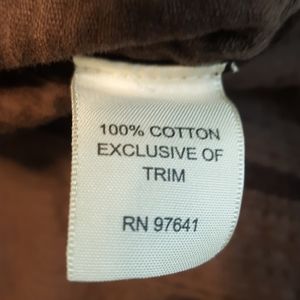 100% COTTON
EXCLUSIVE OF
TRIM
RN 97641